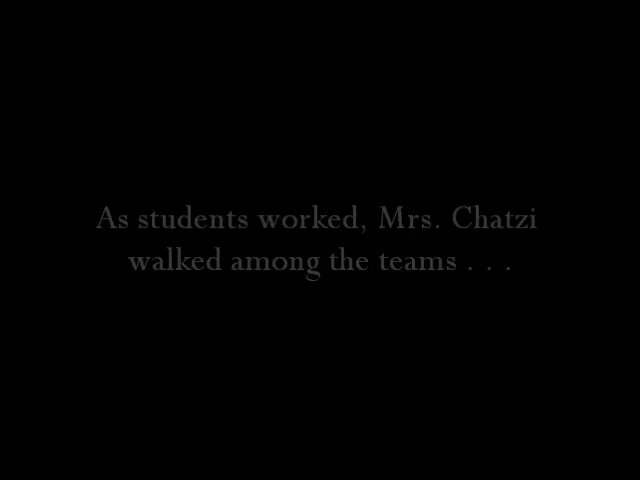 As students worked, Mrs. Chatzi
walked among the teams . . .